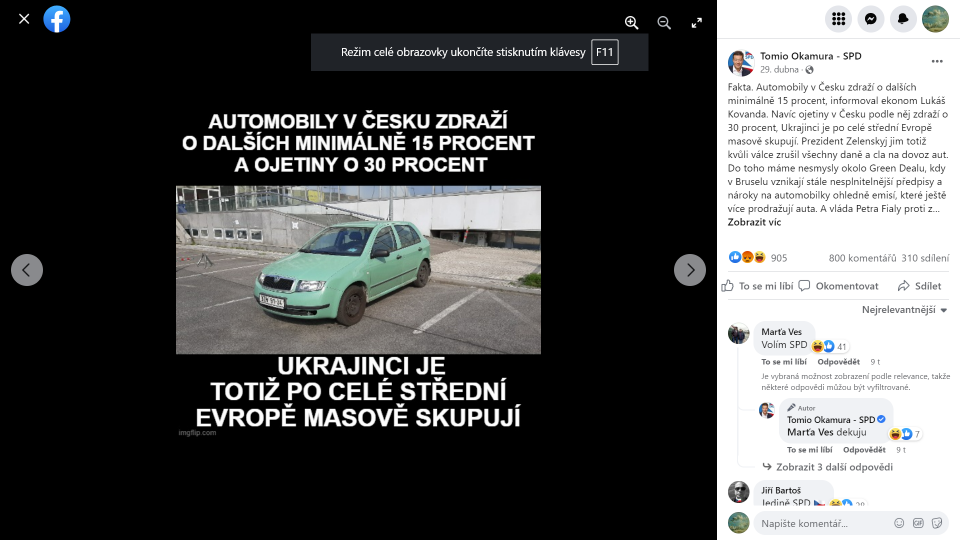 Režim celé obrazovky ukončíte stisknutím klávesy F11
AUTOMOBILY V ČESKU ZDRAŽÍ
O DALŠÍCH MINIMÁLNĚ 15 PROCENT
A OJETINY O 30 PROCENT
UKRAJINCI JE
TOTIŽ PO CELÉ STŘEDNÍ
EVROPĚ MASOVĚ SKUPUJÍ
imgflip.com
Tomio Okamura - SPD
29. dubna ·
Fakta. Automobily v Česku zdraží o dalších
minimálně 15 procent, informoval ekonom Lukáš
Kovanda. Navíc ojetiny v Česku podle něj zdraží o
30 procent, Ukrajinci je po celé střední Evropě
masově skupují. Prezident Zelenskyj jim totiž
kvůli válce zrušil všechny daně a cla na dovoz aut.
Do toho máme nesmysly okolo Green Dealu, kdy
v Bruselu vznikají stále nesplnitelnější předpisy a
nároky na automobilky ohledně emisí, které ještě
více prodražují auta. A vláda Petra Fialy proti z...
Zobrazit víc
905 800 komentářů 310 sdílení
To se mi líbí Okomentovat Sdílet
Nejrelevantnější
Marťa Ves
Volím SPD
41
To se mi líbí Odpovědět 9 t
Je vybraná možnost zobrazení podle relevance, takže
některé odpovědi můžou být vyfiltrované.
Autor
Tomio Okamura - SPD
Marťa Ves dekuju
7
To se mi líbí Odpovědět 9 t
Zobrazit 3 další odpovědi
Jiří Bartoš
Jedině SPD
Napište komentář...
GIF